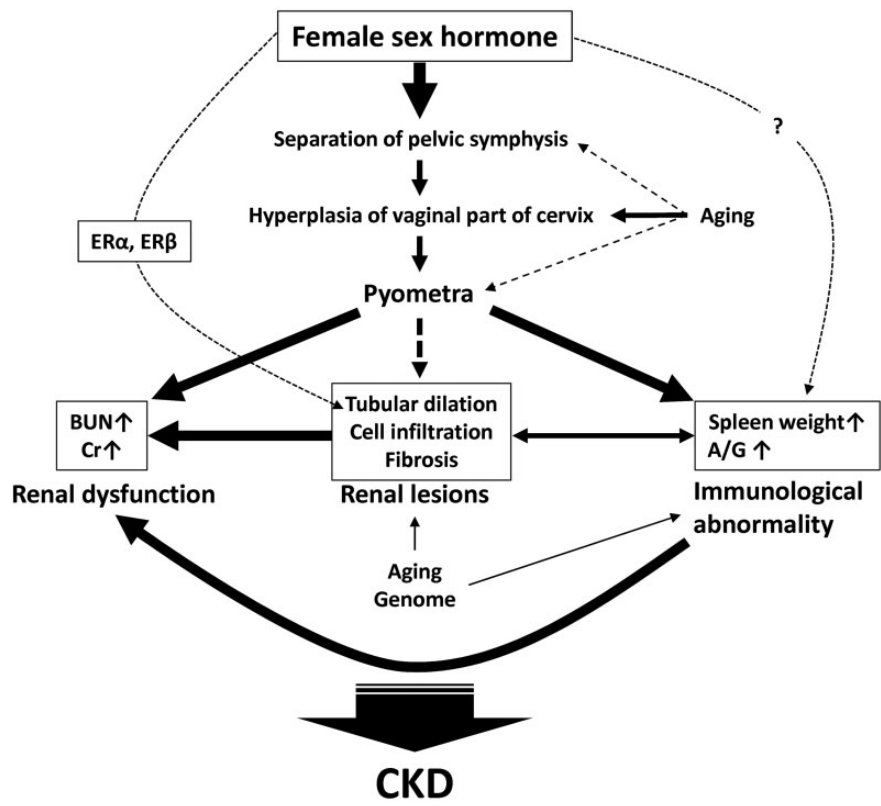 Female sex hormone
?
Separation of pelvic symphysis
Hyperplasia of vaginal part of cervix
Aging
ERα, ERβ
Pyometra
BUN↑
Cr↑
Renal dysfunction
Tubular dilation
Cell infiltration
Fibrosis
Renal lesions
Spleen weight↑
A/G ↑
Immunological
abnormality
Aging
Genome
CKD